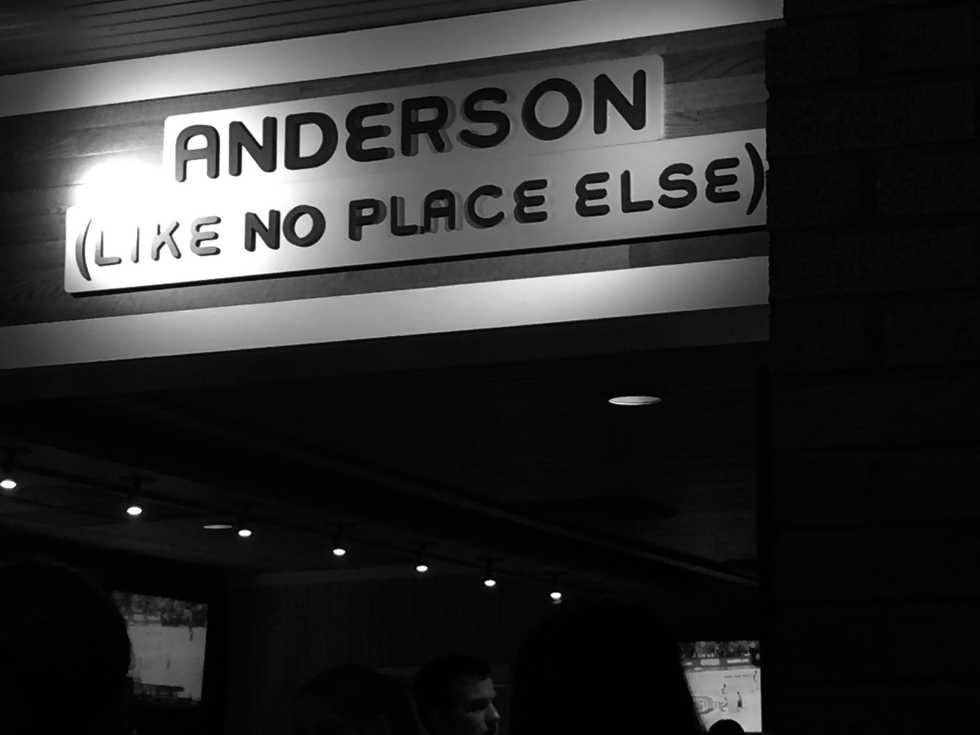 ANDERSON
(LIKE NO PLACE ELSE)